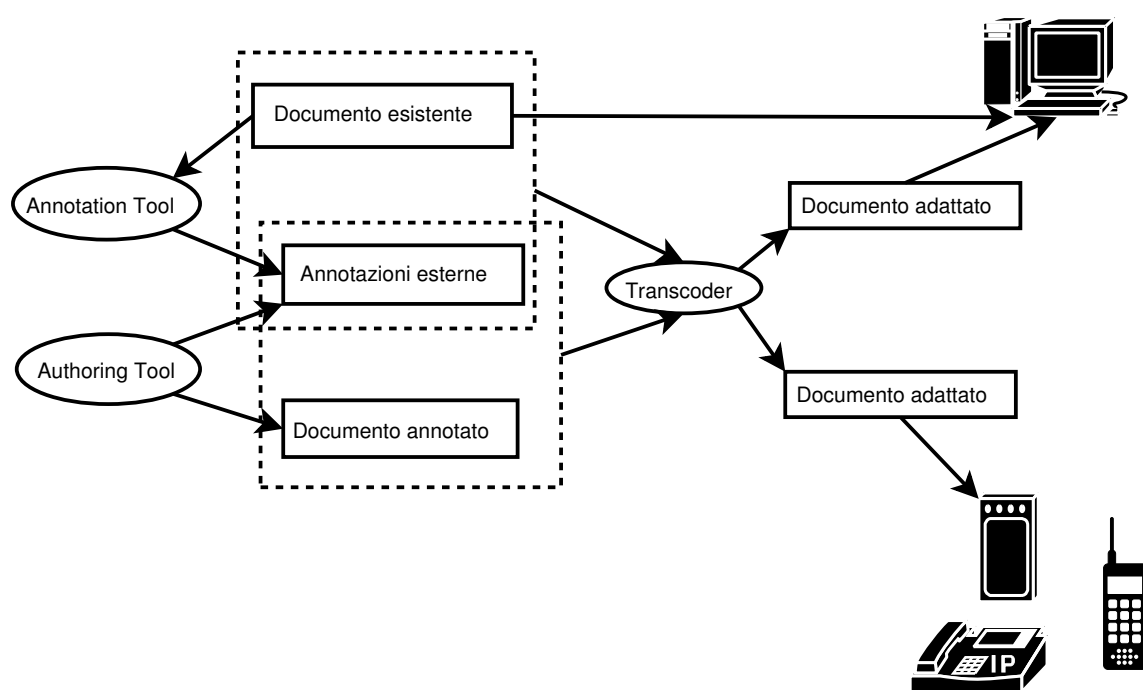 Documento esistente
Annotation Tool
Documento adattato
Annotazioni esterne
Transcoder
Authoring Tool
Documento adattato
Documento annotato
IP